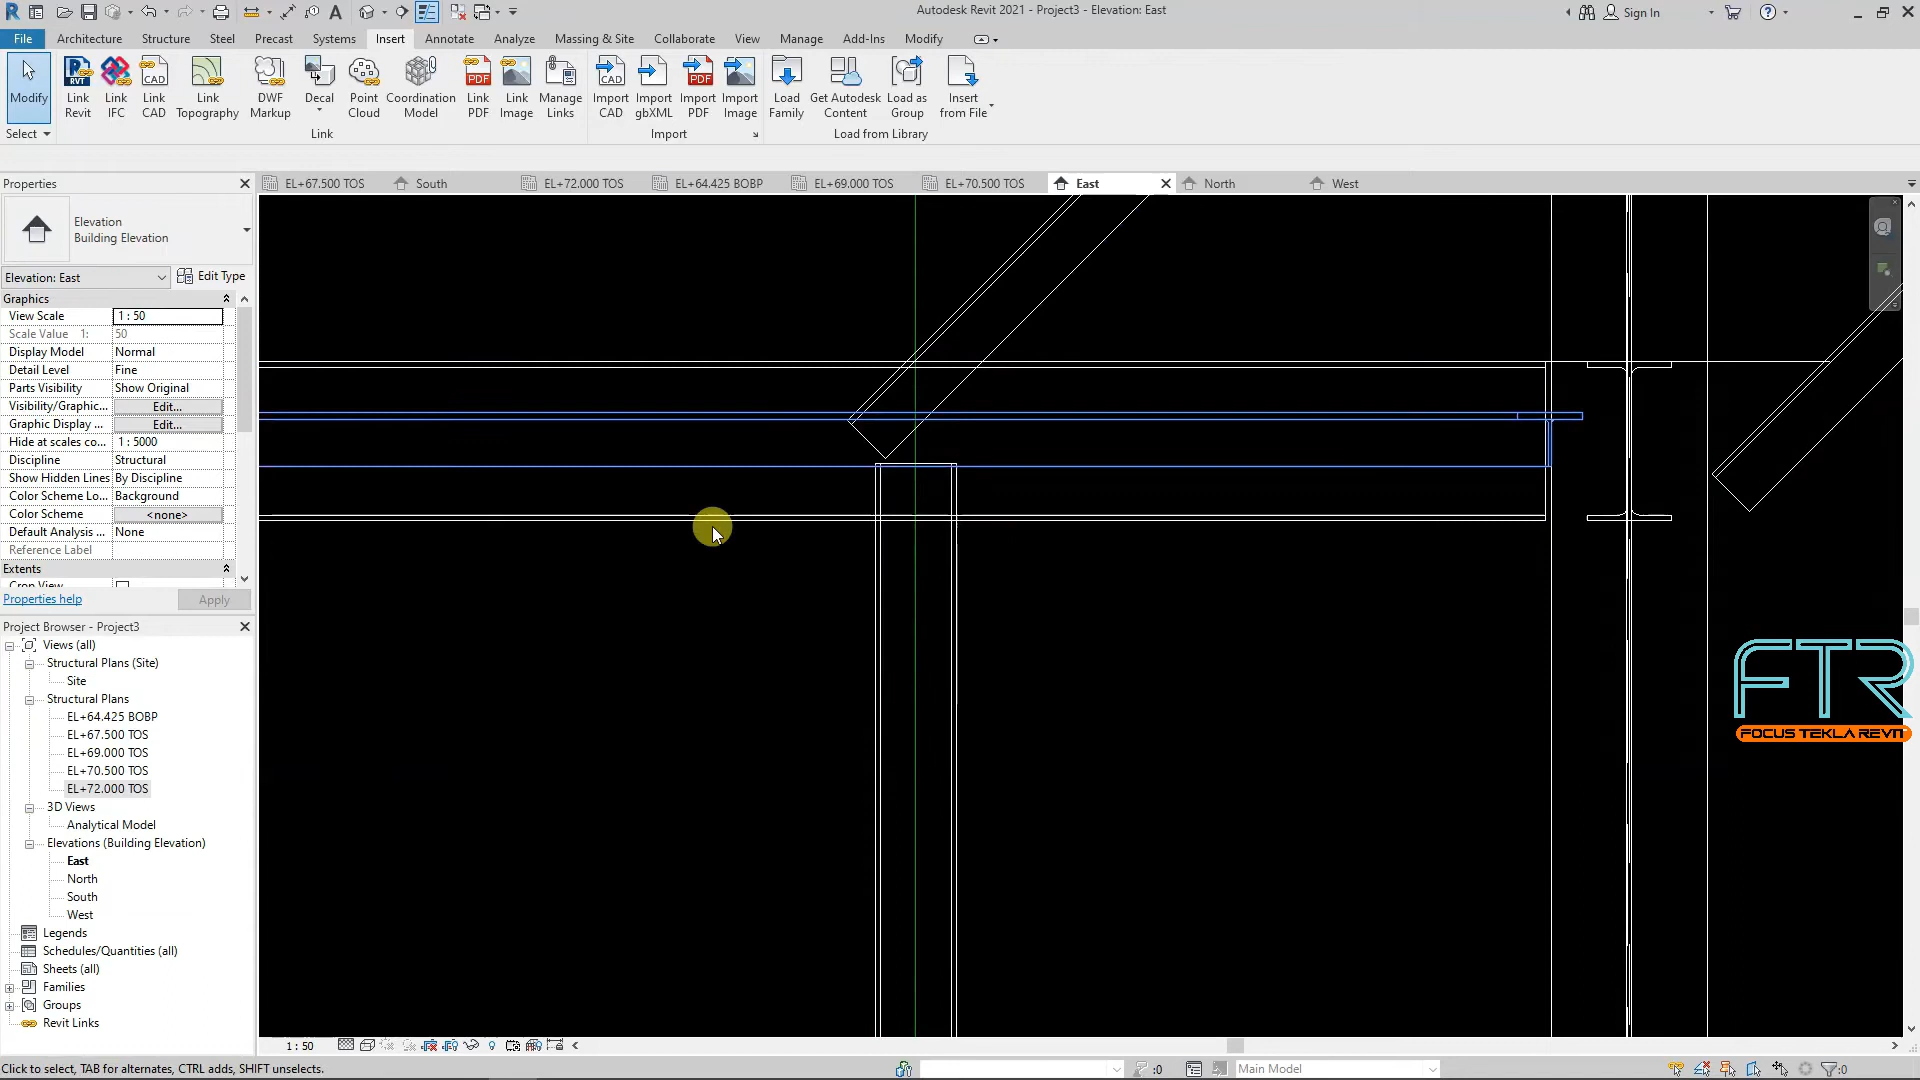 Autodesk Revit 2021 - Project3 - Elevation: East
Sign In
File
Architecture
Structure
Steel
Precast
Systems
Insert
Annotate
Analyze
Massing & Site
Collaborate
View
Manage
Add-Ins
Modify
Modify
Link Revit
Link IFC
Link CAD
Link Topography
DWF Markup
Decal
Point Cloud
Coordination Model
Link PDF
Link Image
Manage Links
Import CAD
Import gbXML
Import PDF
Import Image
Load Family
Get Autodesk Content
Load as Group
Insert from File
Select
Link
Import
Load from Library
Properties
EL+67.500 TOS
South
EL+72.000 TOS
EL+64.425 BOBP
EL+69.000 TOS
EL+70.500 TOS
East
North
West
Elevation
Building Elevation
Elevation: East
Edit Type
Graphics
View Scale 1 : 50
Scale Value 1: 50
Display Model Normal
Detail Level Fine
Parts Visibility Show Original
Visibility/Graphic... Edit...
Graphic Display ... Edit...
Hide at scales co... 1 : 5000
Discipline Structural
Show Hidden Lines By Discipline
Color Scheme Lo... Background
Color Scheme <none>
Default Analysis ... None
Reference Label
Extents
Crop View
Properties help
Apply
Project Browser - Project3
Views (all)
Structural Plans (Site)
Site
Structural Plans
EL+64.425 BOBP
EL+67.500 TOS
EL+69.000 TOS
EL+70.500 TOS
EL+72.000 TOS
3D Views
Analytical Model
Elevations (Building Elevation)
East
North
South
West
Legends
Schedules/Quantities (all)
Sheets (all)
Families
Groups
Revit Links
FTR
FOCUS TEKLA REVIT
1 : 50
Click to select, TAB for alternates, CTRL adds, SHIFT unselects.
:0
Main Model
:0